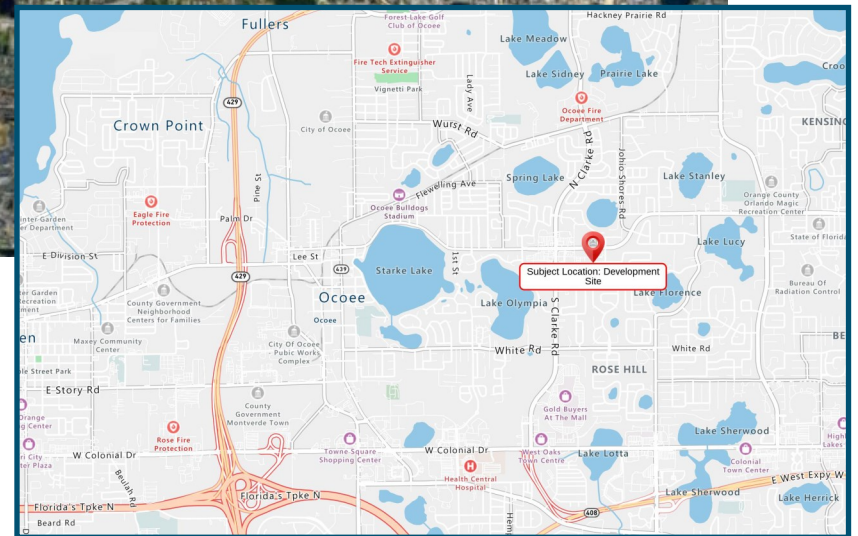 Fullers
Forest Lake Golf
Club of Ocoee
Hackney Prairie Rd
Lake Meadow
Fire Tech Extinguisher
Service
Lake Sidney
Prairie Lake
Vignetti Park
Lady Ave
429
Ocoee Fire
Department
Crown Point
City of Ocoee
Wurst Rd
N Clarke Rd
Johio Shores Rd
Spring Lake
Lake Stanley
Pine St
Flewelling Ave
Orange County
Orlando Magic
Recreation Center
Eagle Fire
Protection
Palm Dr
Ocoee Bulldogs
Stadium
State of Florida
E Division St
Lee St
439
Starke Lake
1st St
Lake Lucy
429
Subject Location: Development
Site
Bureau Of
Radiation Control
County Government
Neighborhood
Centers for Families
Ocoee
Ocoee
Lake Olympia
S Clarke Rd
Lake Florence
Maxey Community
Center
City Of Ocoee
- Pubic Works
Complex
White Rd
White Rd
ROSE HILL
E Story Rd
County
Government
Montverde Town
Gold Buyers
At The Mall
Rose Fire
Protection
Lake Sherwood
W Colonial Dr
Towne Square
Shopping Center
W Colonial Dr
West Oaks
Town Centre
Lake Lotta
Colonial
Town Center
Health Central
Hospital
Beulah Rd
E West Expy W
Florida's Tpke N
Florida's Tpke N
Lake Sherwood
Lake Herrick
408
Beard Rd